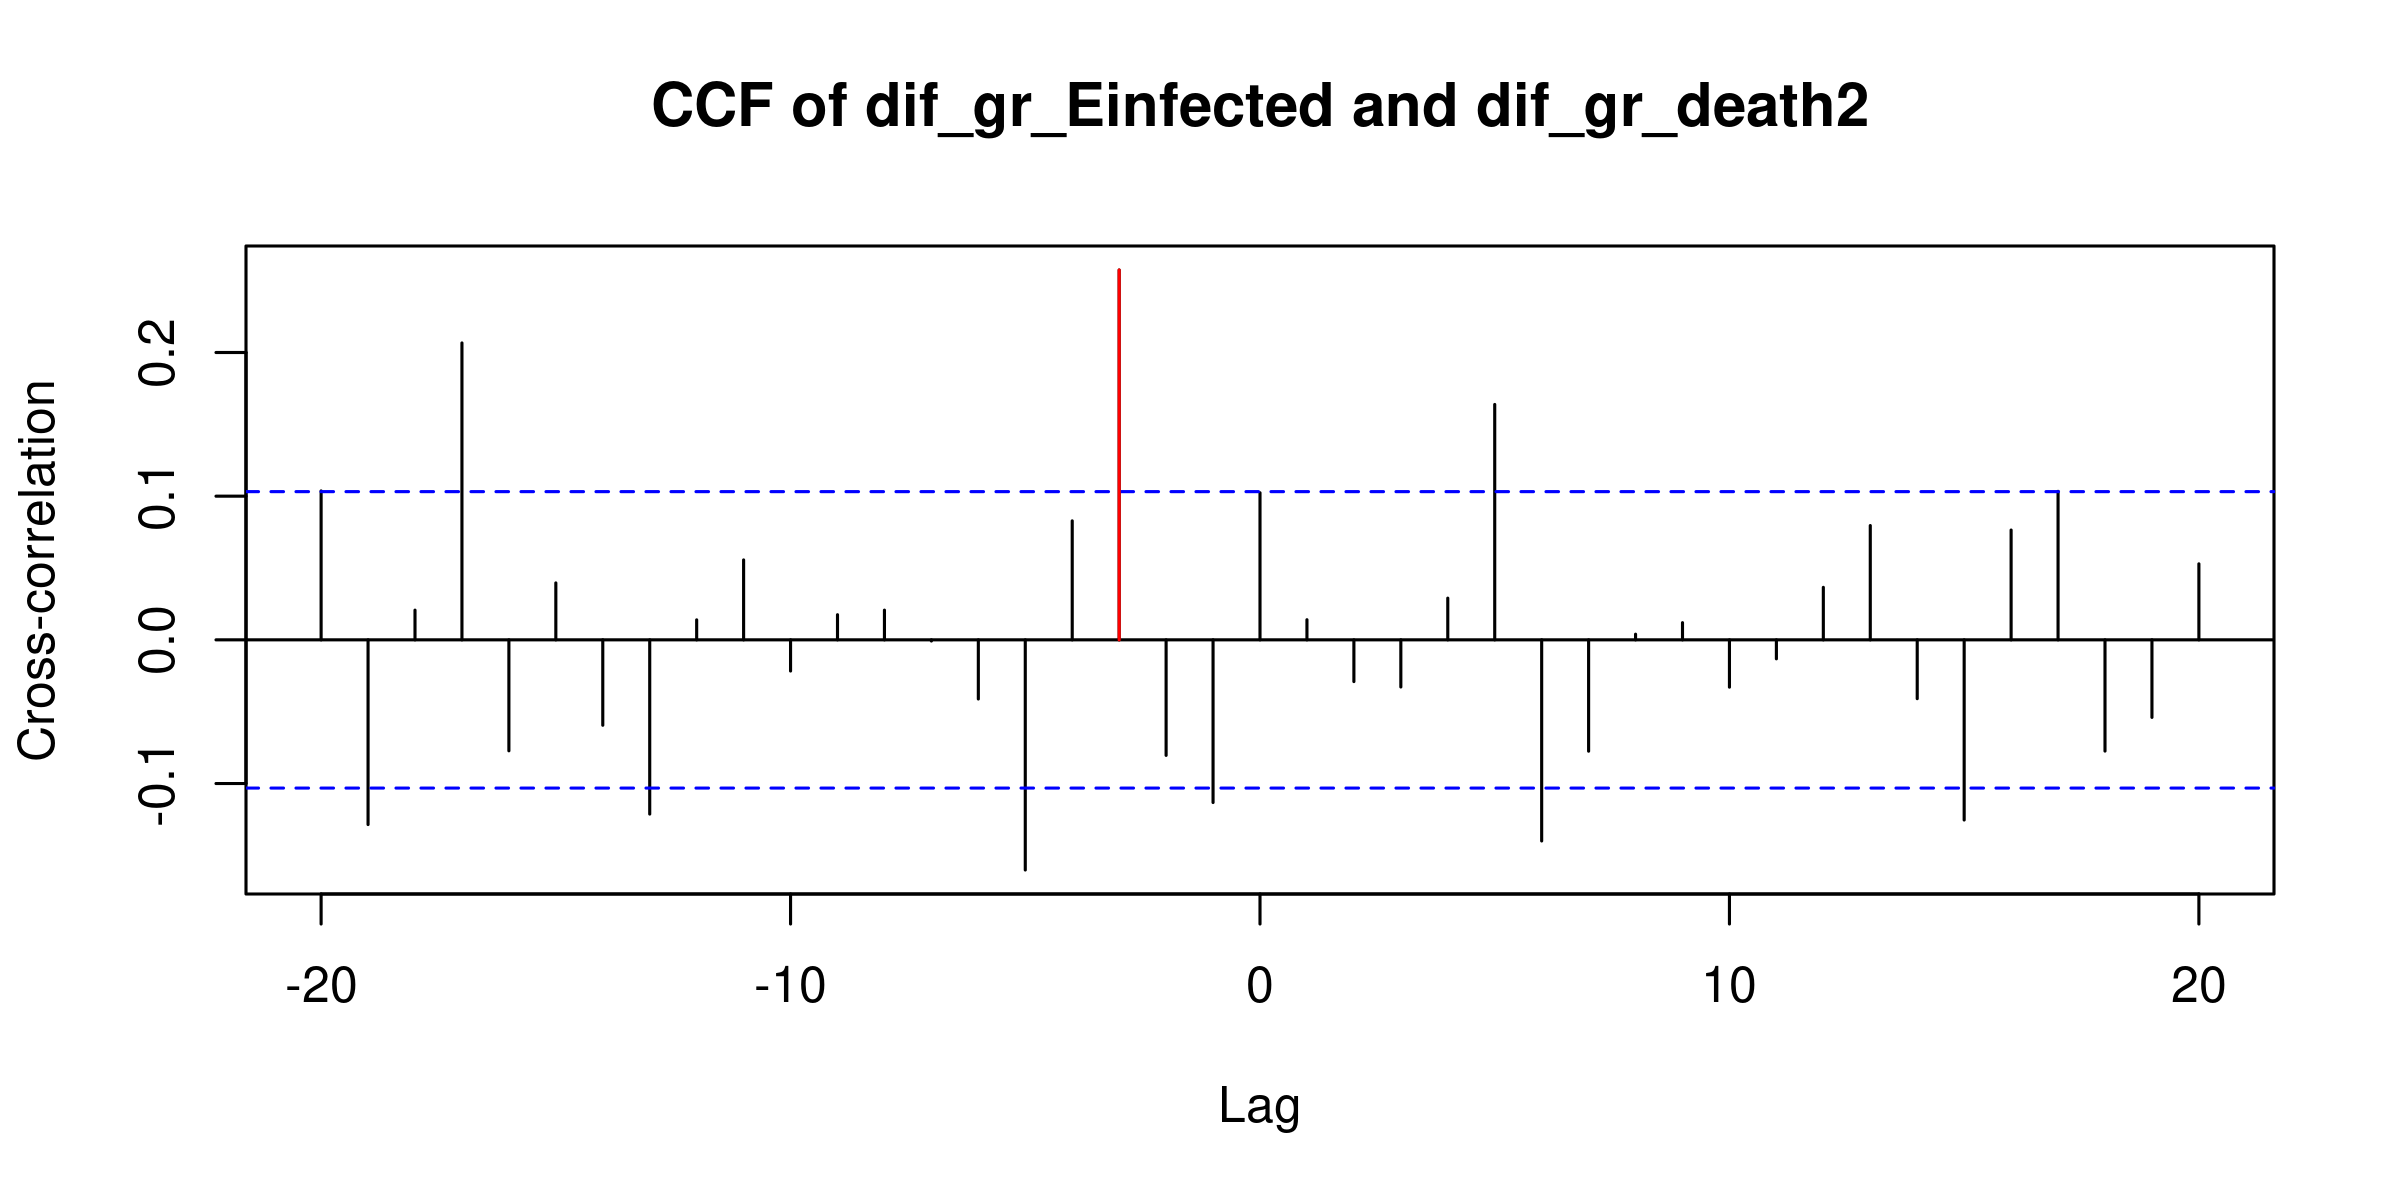 CCF of dif_gr_Einfected and dif_gr_death2
Cross-correlation
0.2
0.1
0.0
-0.1
-20 -10 0 10 20
Lag